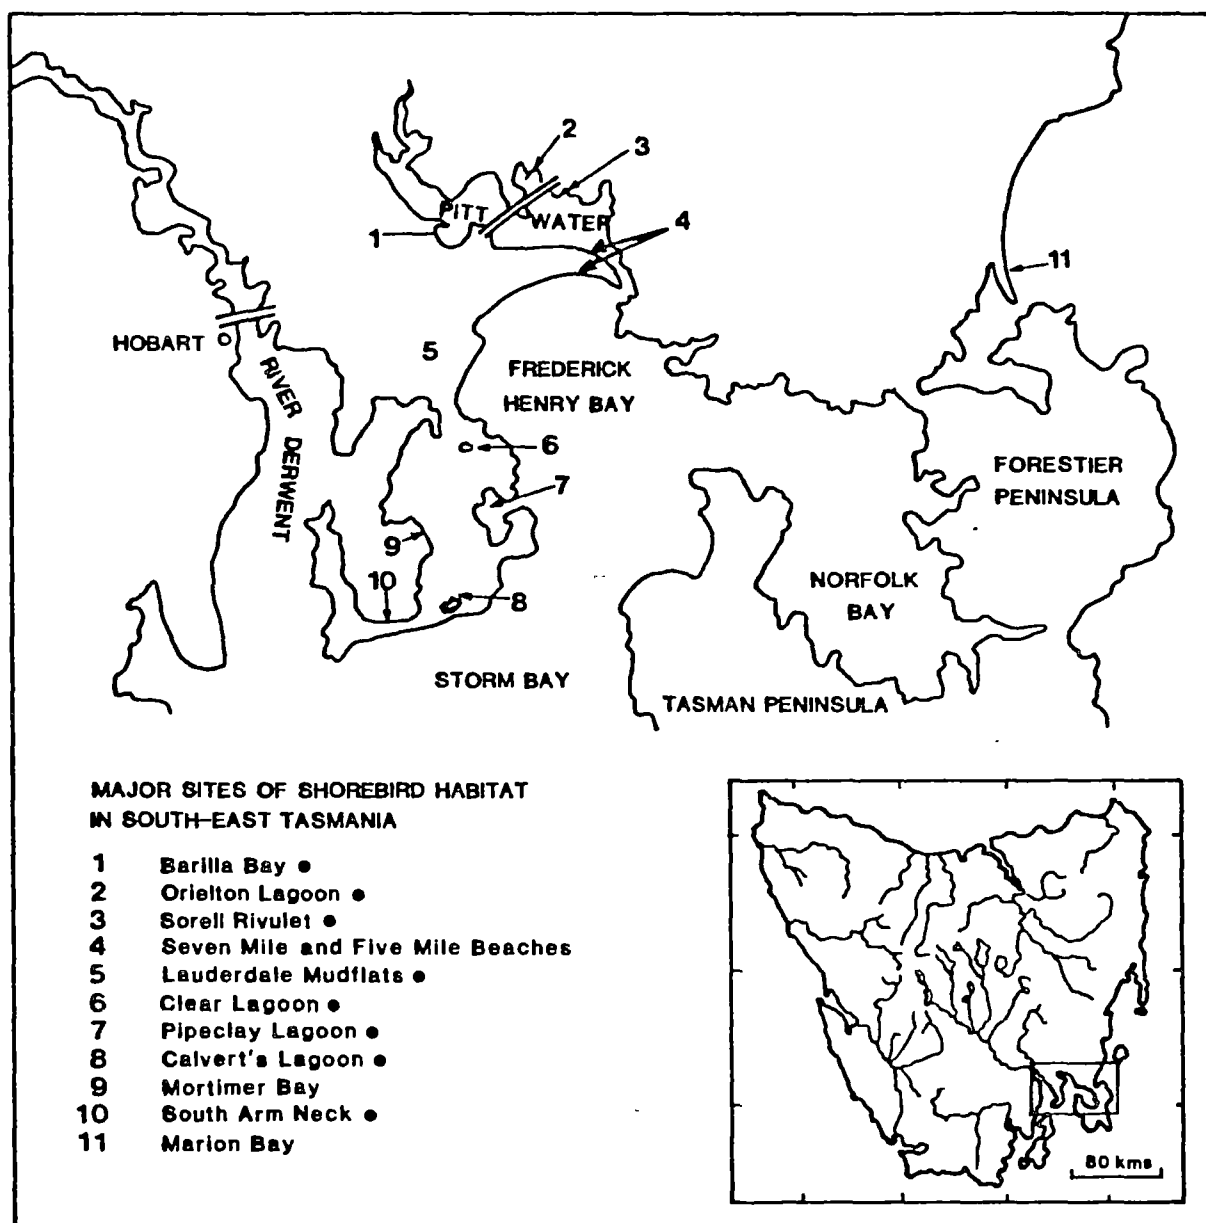 2
3
PITT
WATER
1
4
11
HOBART
5
FREDERICK
HENRY BAY
RIVER DERWENT
6
FORESTIER
PENINSULA
7
9
10
8
NORFOLK
BAY
STORM BAY
TASMAN PENINSULA
MAJOR SITES OF SHOREBIRD HABITAT
IN SOUTH-EAST TASMANIA
1 Barilla Bay ●
2 Orielton Lagoon ●
3 Sorell Rivulet ●
4 Seven Mile and Five Mile Beaches
5 Lauderdale Mudflats ●
6 Clear Lagoon ●
7 Pipeclay Lagoon ●
8 Calvert's Lagoon ●
9 Mortimer Bay
10 South Arm Neck ●
11 Marion Bay
80 kms